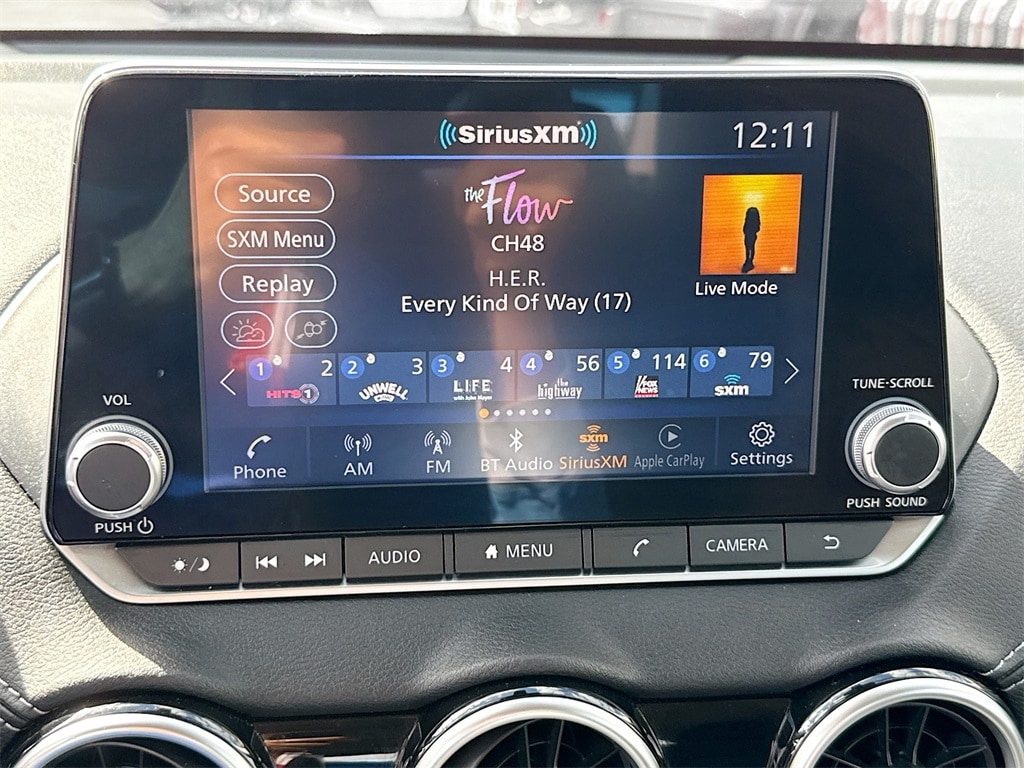 SiriusXM
12:11
Source
SXM Menu
Replay
the Flow
CH48
H.E.R.
Every Kind Of Way (17)
Live Mode
1 2 2 3 3 4 4 56 5 114 6 79
HITS 1 UNWELL LIFE with John Mayer the highway FOX NEWS sxm
Phone AM FM BT Audio sxm SiriusXM Apple CarPlay Settings
VOL
PUSH
TUNE·SCROLL
PUSH SOUND
AUDIO MENU CAMERA